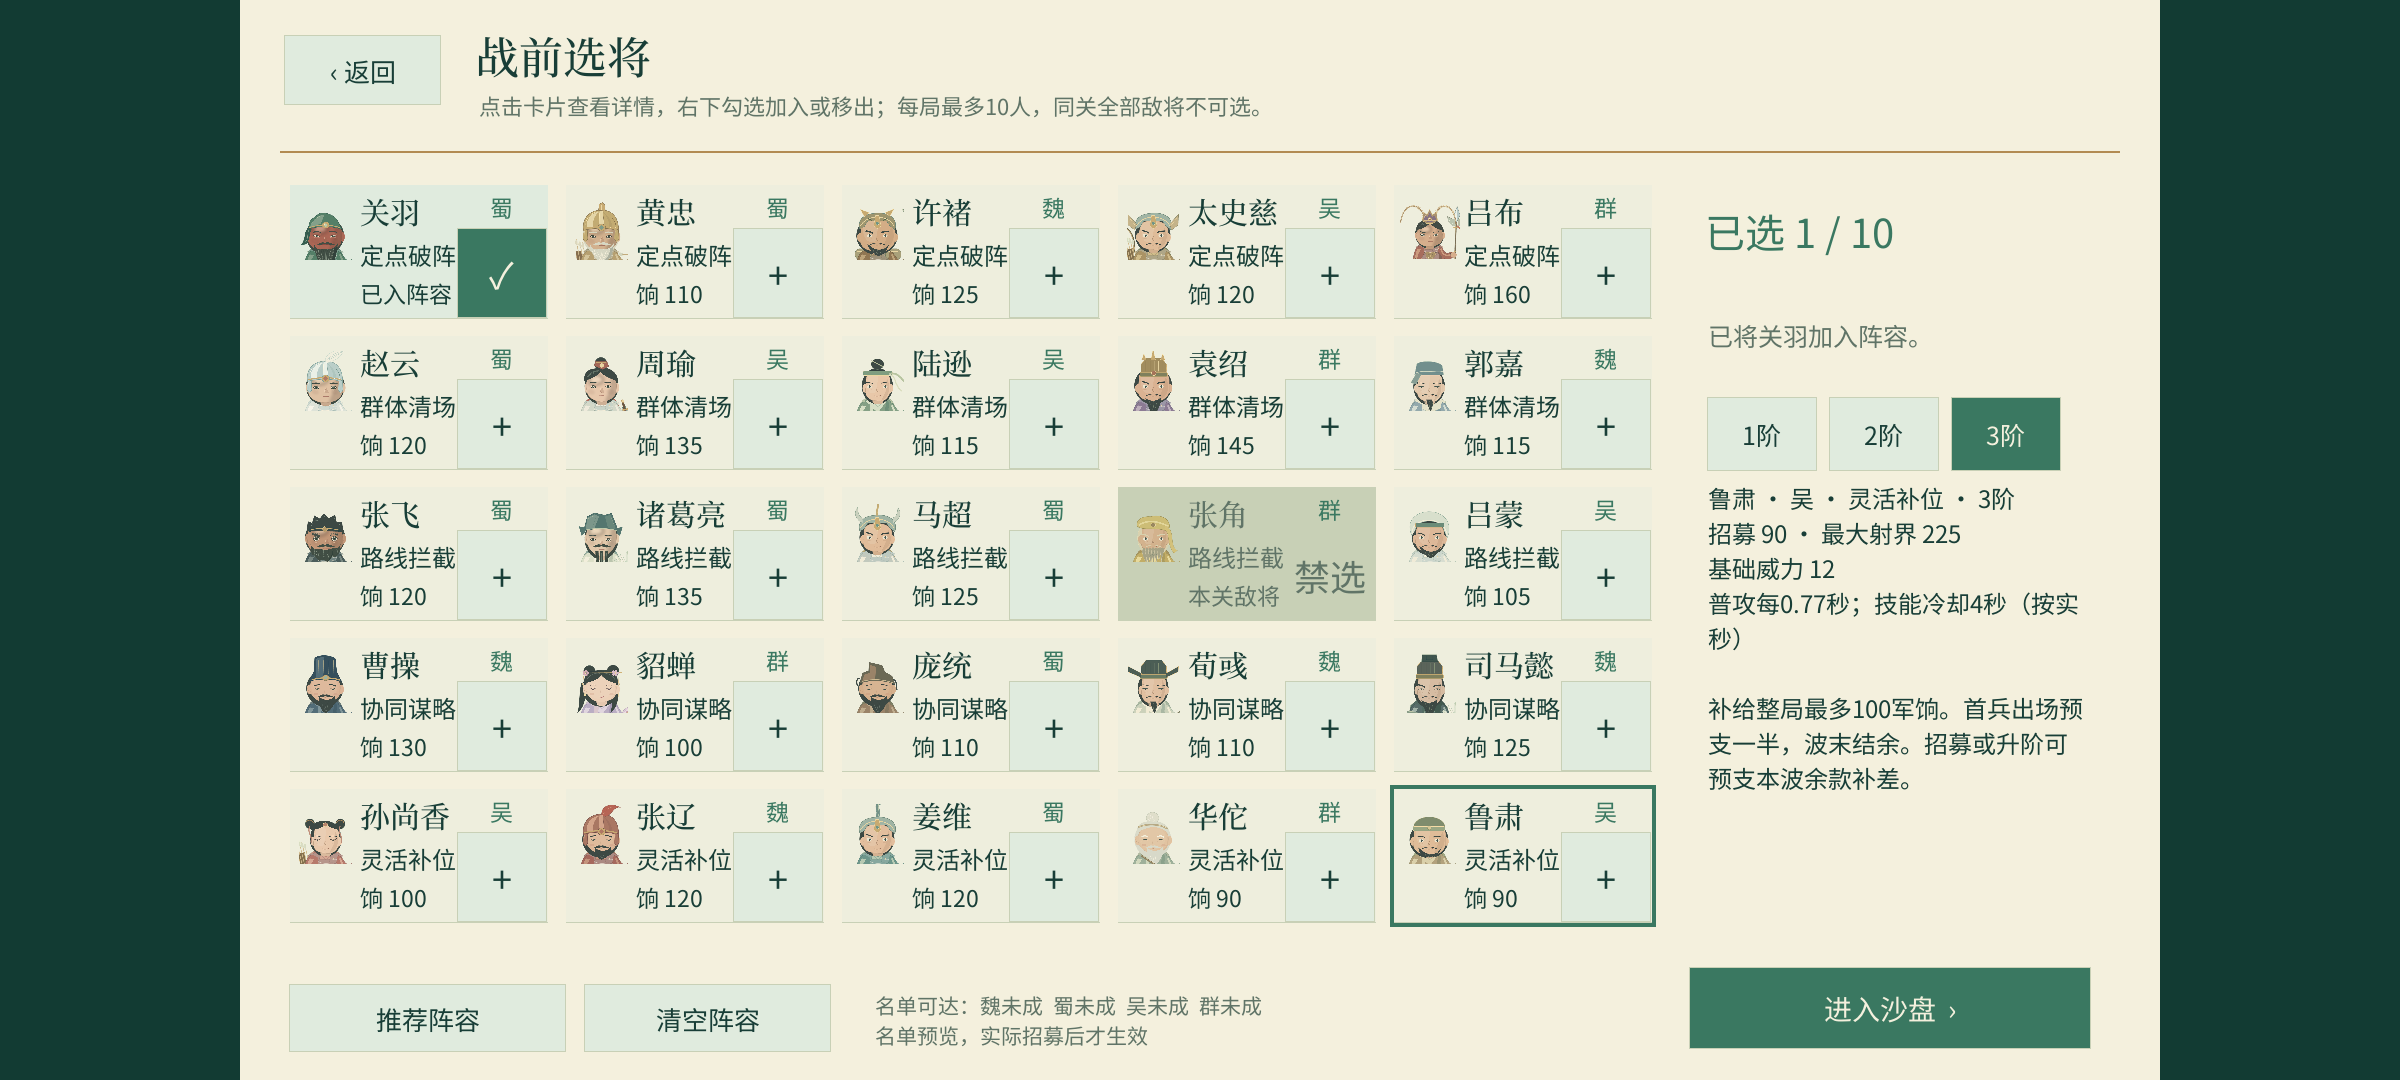 ‹ 返回
战前选将
点击卡片查看详情，右下勾选加入或移出；每局最多10人，同关全部敌将不可选。
关羽 蜀
定点破阵
已入阵容 ✓
黄忠 蜀
定点破阵
饷 110 +
许褚 魏
定点破阵
饷 125 +
太史慈 吴
定点破阵
饷 120 +
吕布 群
定点破阵
饷 160 +
赵云 蜀
群体清场
饷 120 +
周瑜 吴
群体清场
饷 135 +
陆逊 吴
群体清场
饷 115 +
袁绍 群
群体清场
饷 145 +
郭嘉 魏
群体清场
饷 115 +
张飞 蜀
路线拦截
饷 120 +
诸葛亮 蜀
路线拦截
饷 135 +
马超 蜀
路线拦截
饷 125 +
张角 群
路线拦截
本关敌将 禁选
吕蒙 吴
路线拦截
饷 105 +
曹操 魏
协同谋略
饷 130 +
貂蝉 群
协同谋略
饷 100 +
庞统 蜀
协同谋略
饷 110 +
荀彧 魏
协同谋略
饷 110 +
司马懿 魏
协同谋略
饷 125 +
孙尚香 吴
灵活补位
饷 100 +
张辽 魏
灵活补位
饷 120 +
姜维 蜀
灵活补位
饷 120 +
华佗 群
灵活补位
饷 90 +
鲁肃 吴
灵活补位
饷 90 +
已选 1 / 10
已将关羽加入阵容。
1阶 2阶 3阶
鲁肃 · 吴 · 灵活补位 · 3阶
招募 90 · 最大射界 225
基础威力 12
普攻每0.77秒；技能冷却4秒（按实
秒）
补给整局最多100军饷。首兵出场预
支一半，波末结余。招募或升阶可
预支本波余款补差。
推荐阵容
清空阵容
名单可达：魏未成 蜀未成 吴未成 群未成
名单预览，实际招募后才生效
进入沙盘 ›